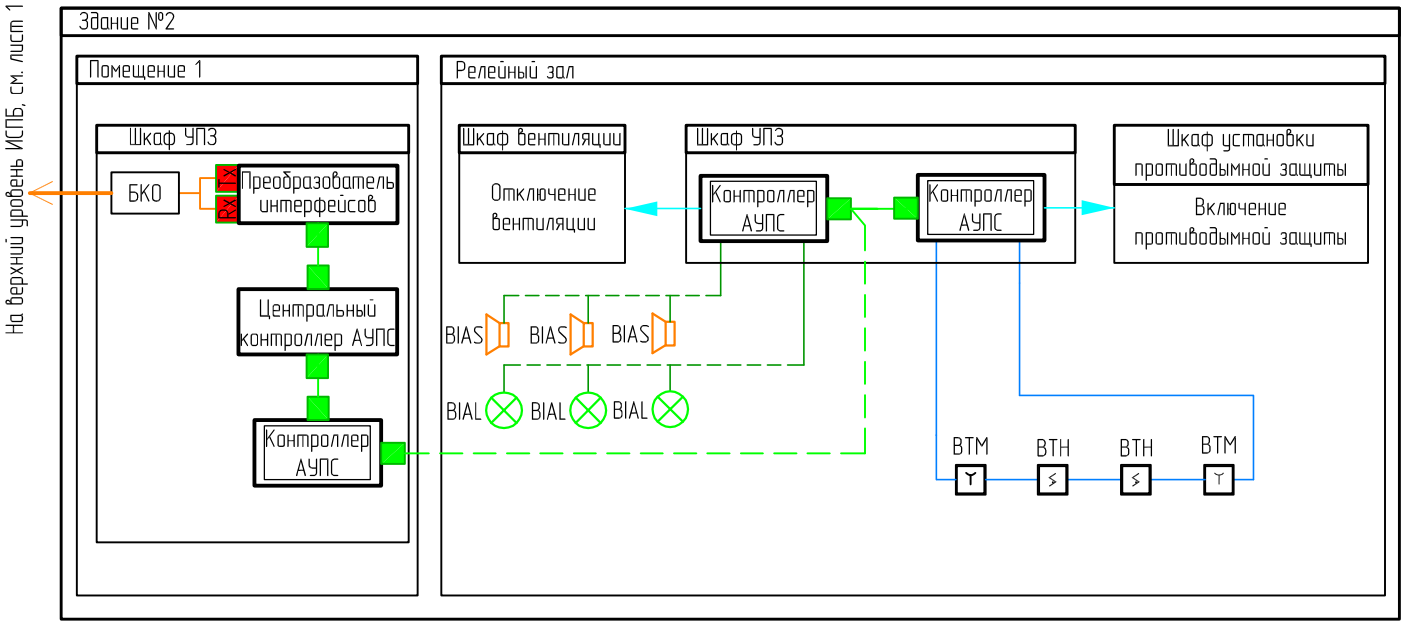 На верхний уровень ИСПБ, см. лист 1
Здание №2
Помещение 1
Шкаф УПЗ
БКО
TX
RX
Преобразователь
интерфейсов
Центральный
контроллер АУПС
Контроллер
АУПС
Релейный зал
Шкаф вентиляции
Отключение
вентиляции
Шкаф УПЗ
Контроллер
АУПС
Контроллер
АУПС
Шкаф установки
противодымной защиты
Включение
противодымной защиты
BIAS
BIAS
BIAS
BIAL
BIAL
BIAL
BTM
BTH
BTH
BTM